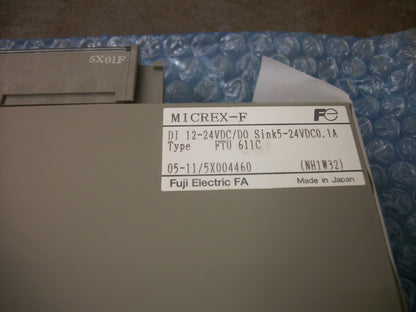 5X01F
MICREX-F
FE
DI 12-24VDC/DO Sink5-24VDC0.1A
Type FTU 611C
05-11/5X004460 (NH1W32)
Fuji Electric FA Made in Japan